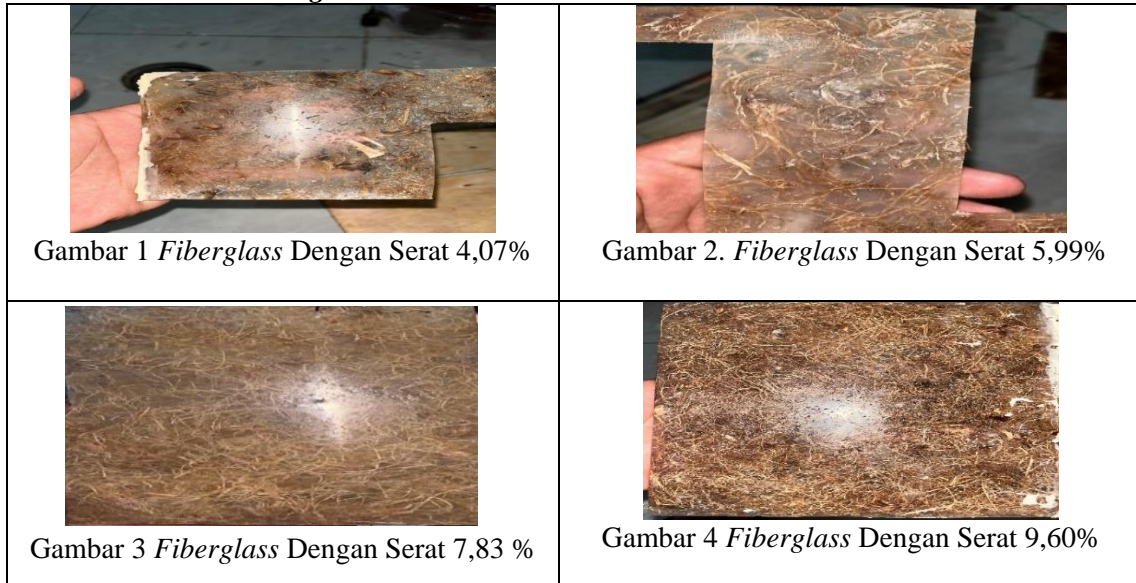 Gambar 1 Fiberglass Dengan Serat 4,07%
Gambar 2. Fiberglass Dengan Serat 5,99%
Gambar 3 Fiberglass Dengan Serat 7,83 %
Gambar 4 Fiberglass Dengan Serat 9,60%